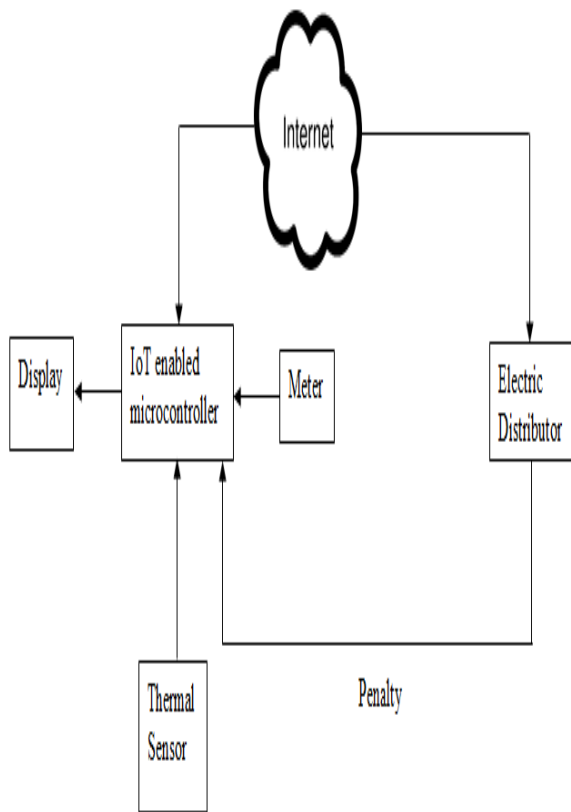 Internet
Display
IoT enabled
microcontroller
Meter
Electric
Distributor
Thermal
Sensor
Penalty